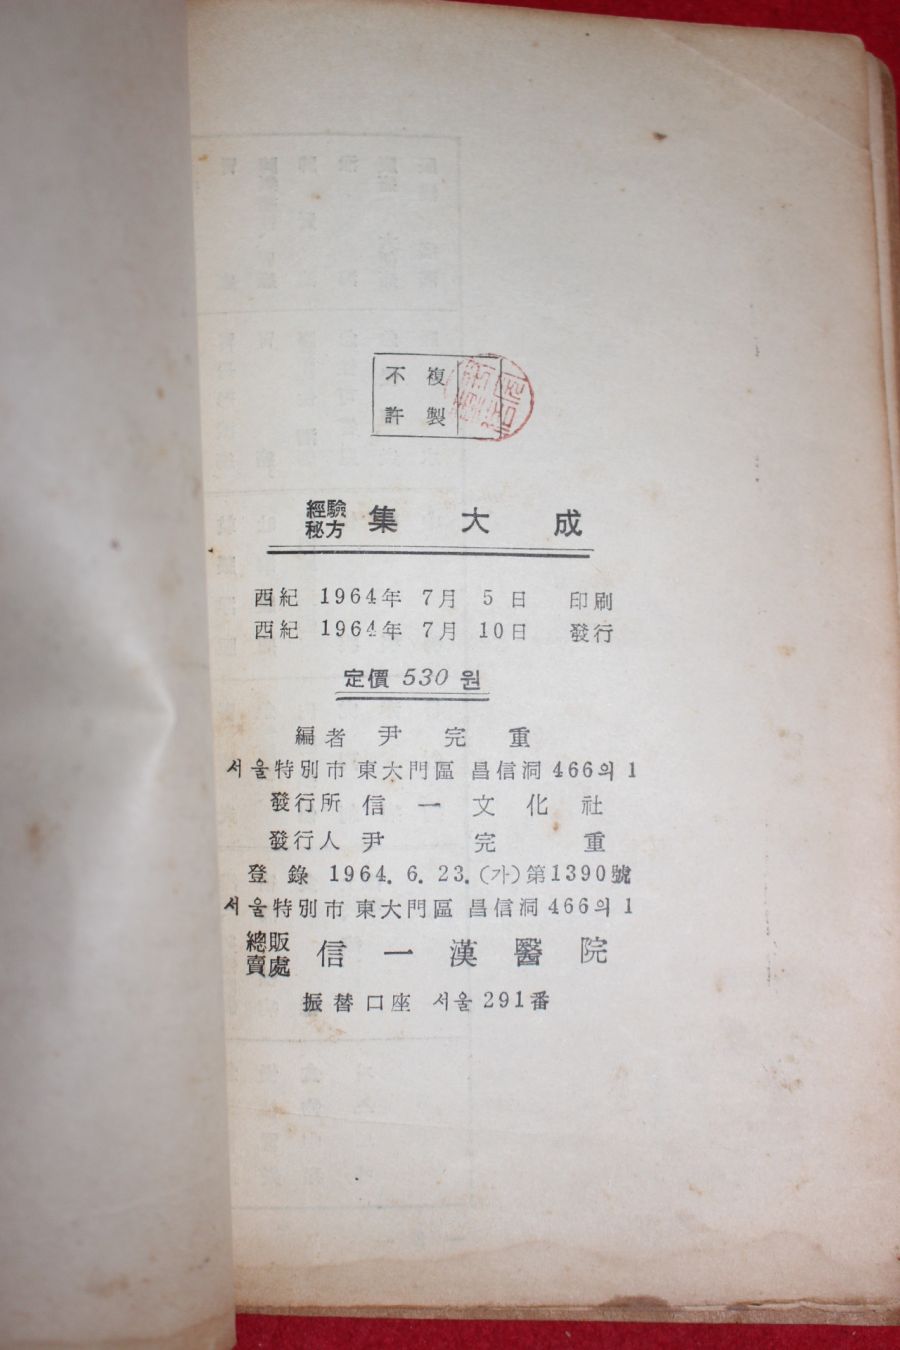 不 複
許 製
經驗
秘方 集 大 成
西紀 1964年 7月 5日 印刷
西紀 1964年 7月 10日 發行
定價 530 원
編者 尹 完 重
서울特別市 東大門區 昌信洞 466의 1
發行所 信一文化社
發行人 尹 完 重
登錄 1964. 6. 23. (가)第1390號
서울特別市 東大門區 昌信洞 466의 1
總販
賣處 信一漢醫院
振替口座 서울 291番